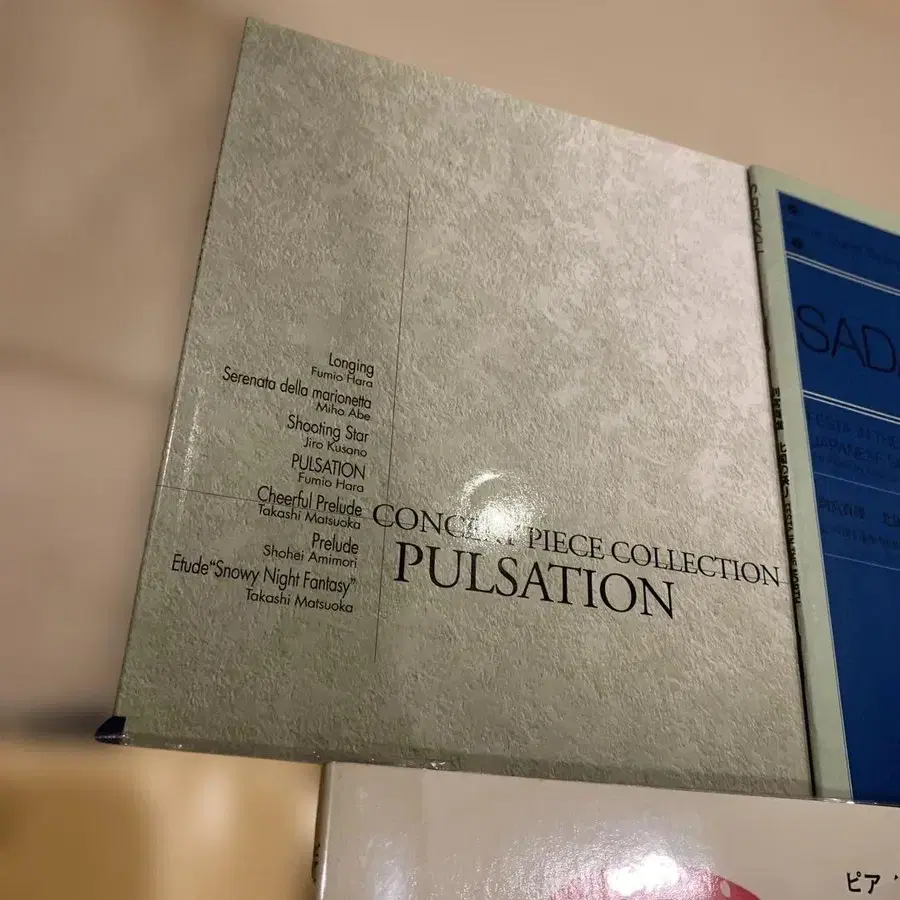 Longing
Fumio Hara
Serenata della marionetta
Miho Abe
Shooting Star
Jiro Kusano
PULSATION
Fumio Hara
Cheerful Prelude
Takashi Matsuoka
Prelude
Shohei Amimori
Etude“Snowy Night Fantasy”
Takashi Matsuoka
CONCERT PIECE COLLECTION
PULSATION
SAD
ピア